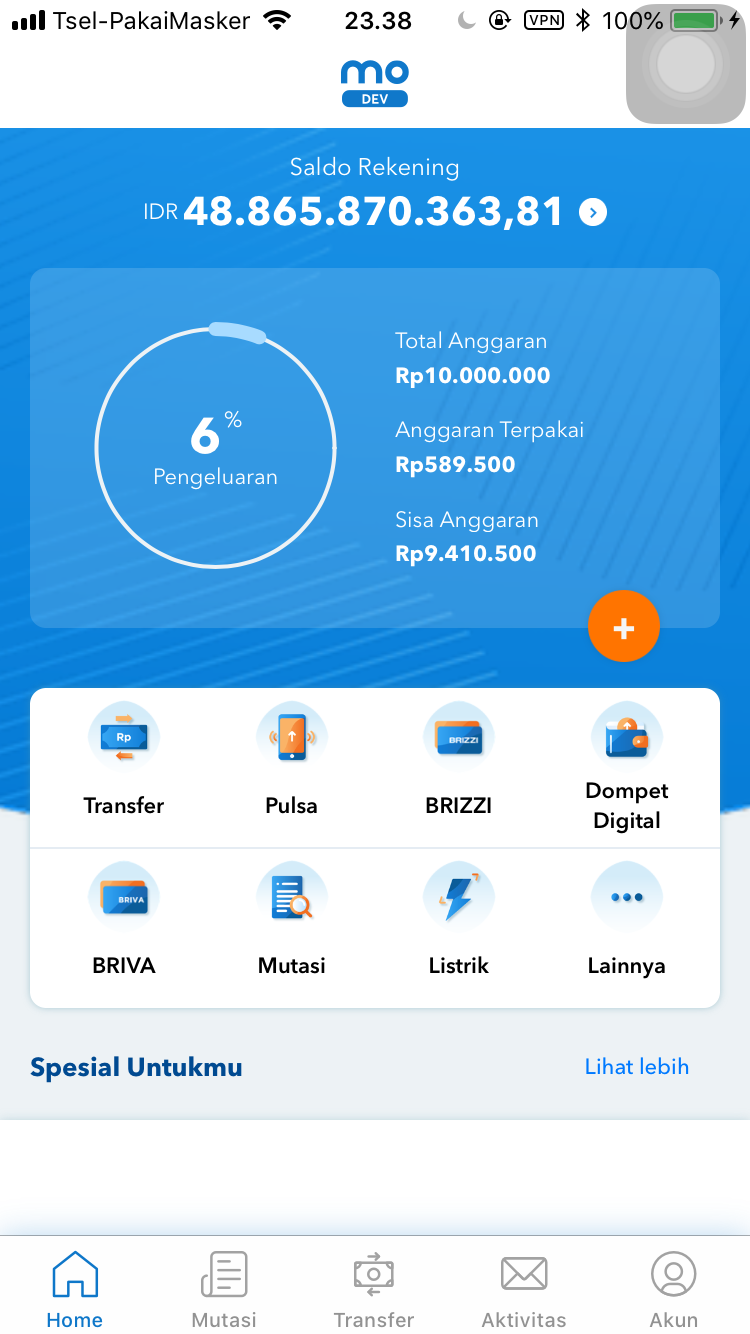 Tsel-PakaiMasker 23.38 VPN 100%
mo
DEV
Saldo Rekening
IDR 48.865.870.363,81
6 %
Pengeluaran
Total Anggaran
Rp10.000.000
Anggaran Terpakai
Rp589.500
Sisa Anggaran
Rp9.410.500
+
Rp
BRIZZI
Transfer Pulsa BRIZZI Dompet Digital
BRIVA
BRIVA Mutasi Listrik Lainnya
Spesial Untukmu Lihat lebih
Home Mutasi Transfer Aktivitas Akun